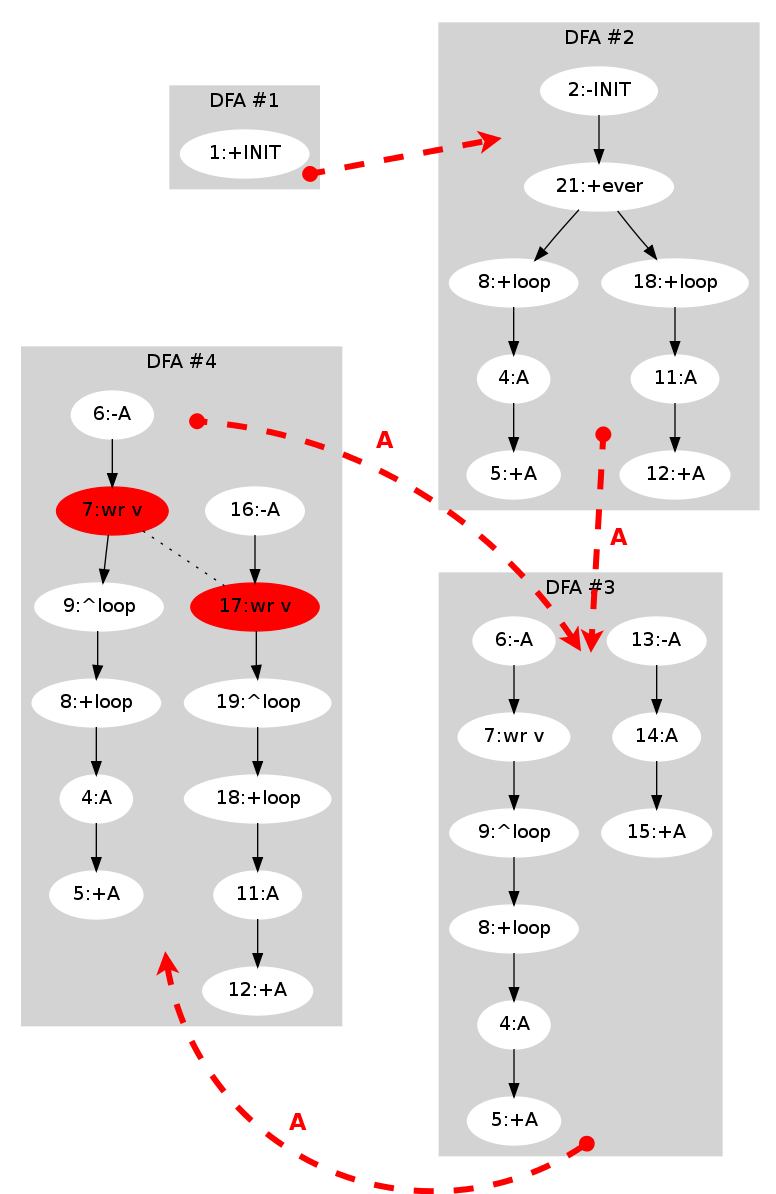 DFA #1
1:+INIT
DFA #2
2:-INIT
21:+ever
8:+loop
18:+loop
4:A
11:A
5:+A
12:+A
DFA #4
6:-A
7:wr v
16:-A
9:^loop
17:wr v
8:+loop
19:^loop
4:A
18:+loop
5:+A
11:A
12:+A
A
A
DFA #3
6:-A
13:-A
7:wr v
14:A
9:^loop
15:+A
8:+loop
4:A
5:+A
A